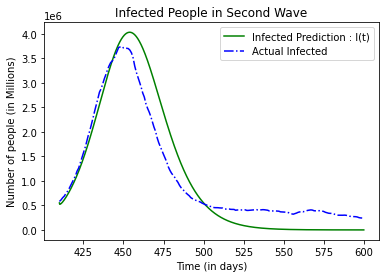 Infected People in Second Wave
1e6
Infected Prediction : I(t)
Actual Infected
Number of people (in Millions)
4.0
3.5
3.0
2.5
2.0
1.5
1.0
0.5
0.0
425 450 475 500 525 550 575 600
Time (in days)